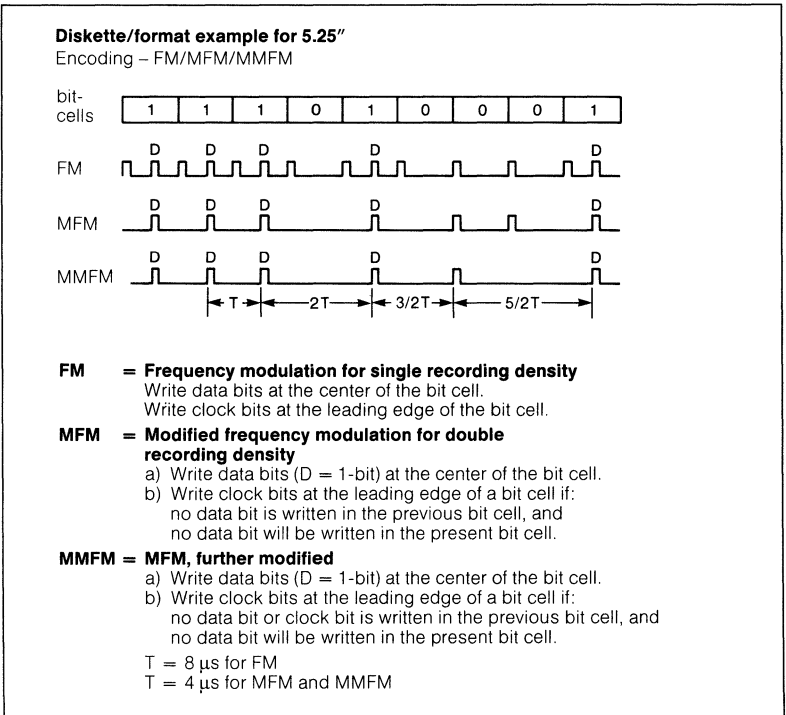 Diskette/format example for 5.25″
Encoding – FM/MFM/MMFM
bit-
cells
1 1 1 0 1 0 0 0 1
D D D D D
FM
D D D D D
MFM
D D D D D
MMFM
T 2T 3/2T 5/2T
FM = Frequency modulation for single recording density
Write data bits at the center of the bit cell.
Write clock bits at the leading edge of the bit cell.
MFM = Modified frequency modulation for double
recording density
a) Write data bits (D = 1-bit) at the center of the bit cell.
b) Write clock bits at the leading edge of a bit cell if:
no data bit is written in the previous bit cell, and
no data bit will be written in the present bit cell.
MMFM = MFM, further modified
a) Write data bits (D = 1-bit) at the center of the bit cell.
b) Write clock bits at the leading edge of a bit cell if:
no data bit or clock bit is written in the previous bit cell, and
no data bit will be written in the present bit cell.
T = 8 µs for FM
T = 4 µs for MFM and MMFM